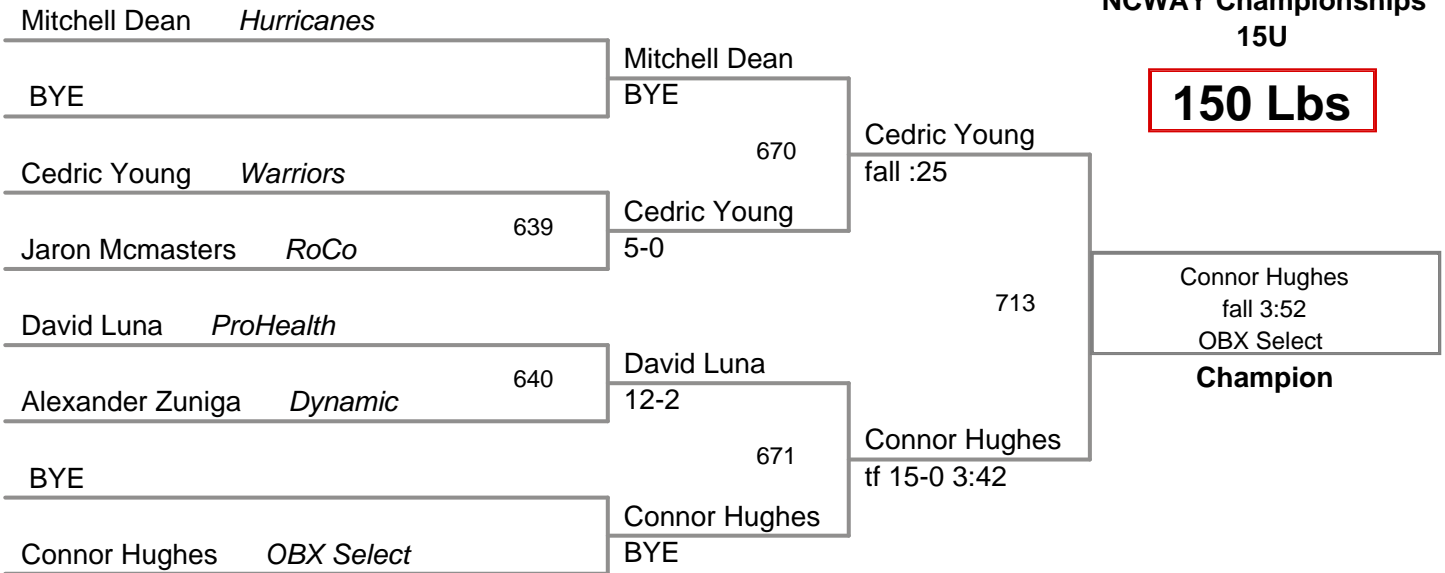 NCWAY Championships
15U
150 Lbs
Mitchell Dean Hurricanes
BYE
Cedric Young Warriors
639
Jaron Mcmasters RoCo
David Luna ProHealth
640
Alexander Zuniga Dynamic
BYE
Connor Hughes OBX Select
Mitchell Dean
BYE
670
Cedric Young
5-0
David Luna
12-2
671
Connor Hughes
BYE
Cedric Young
fall :25
713
Connor Hughes
tf 15-0 3:42
Connor Hughes
fall 3:52
OBX Select
Champion